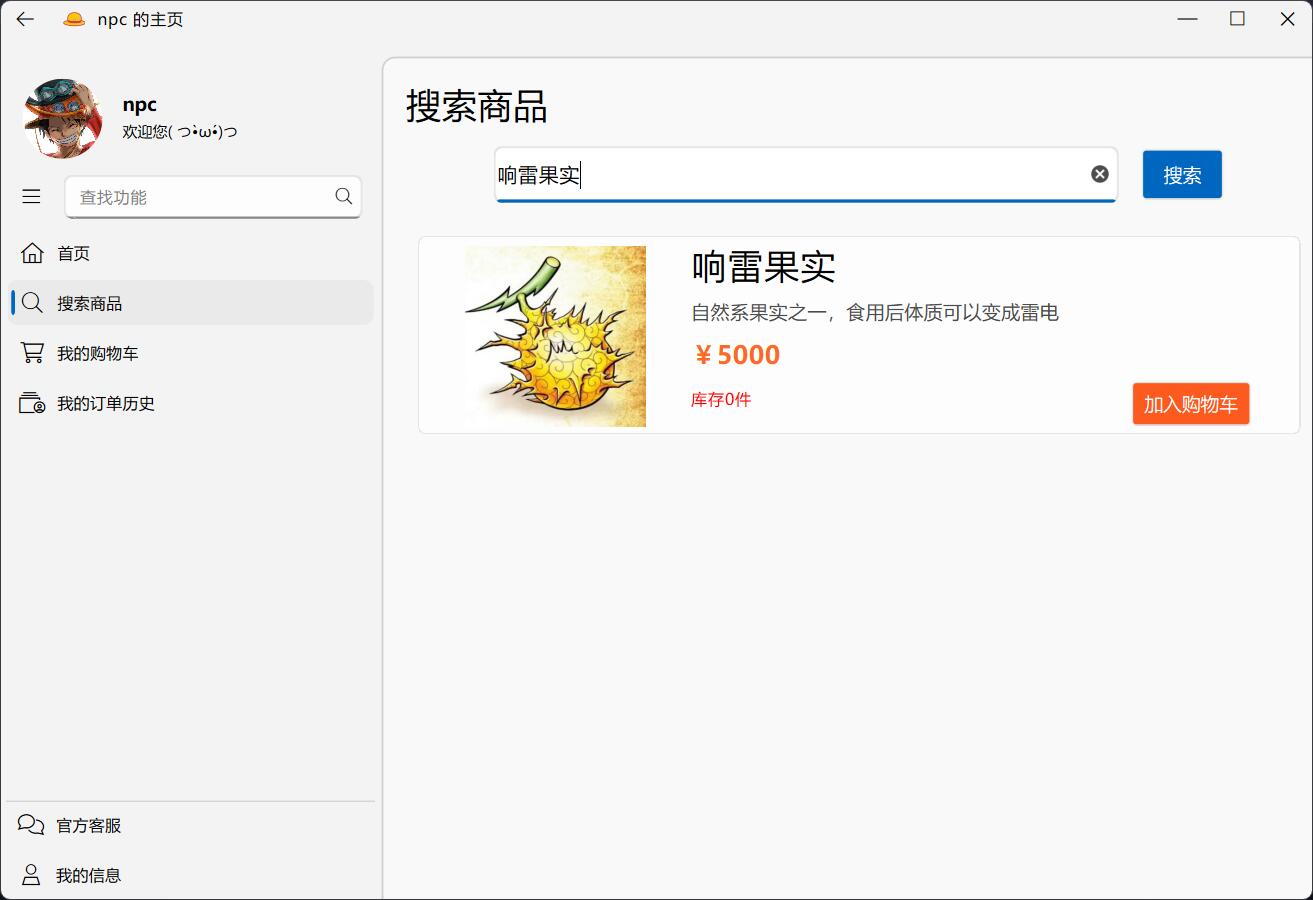 npc 的主页
npc
欢迎您( つ•̀ω•́)つ
查找功能
首页
搜索商品
我的购物车
我的订单历史
官方客服
我的信息
搜索商品
响雷果实
搜索
响雷果实
自然系果实之一，食用后体质可以变成雷电
￥5000
库存0件
加入购物车